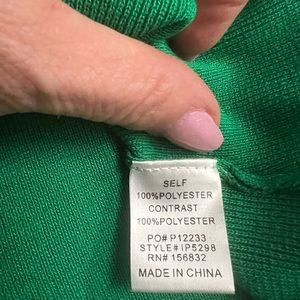 SELF
100%POLYESTER
CONTRAST
100%POLYESTER
PO# P12233
STYLE# IP5298
RN# 156832
MADE IN CHINA